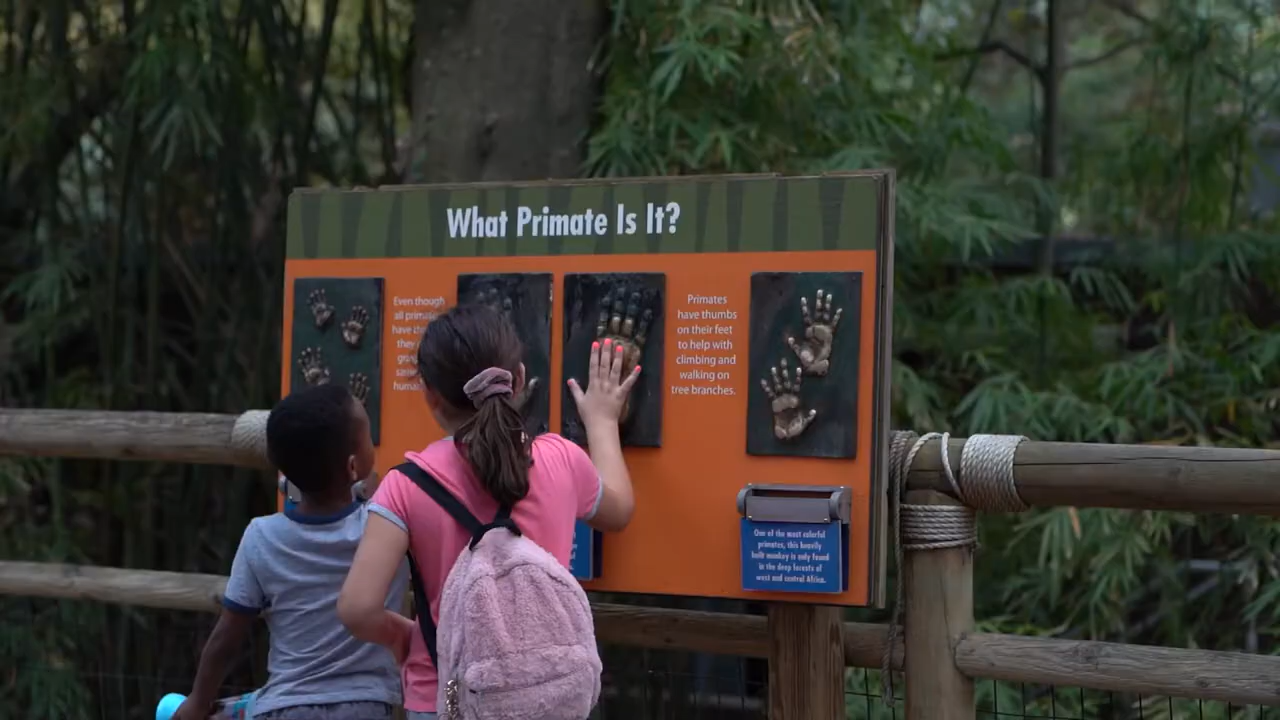 What Primate Is It?
Even though
all
have
they
Primates
have thumbs
on their feet
to help with
climbing and
walking on
tree branches.
One of the most colorful
primates, this heavily
built monkey is only found
in the deep forests of
west and central Africa.